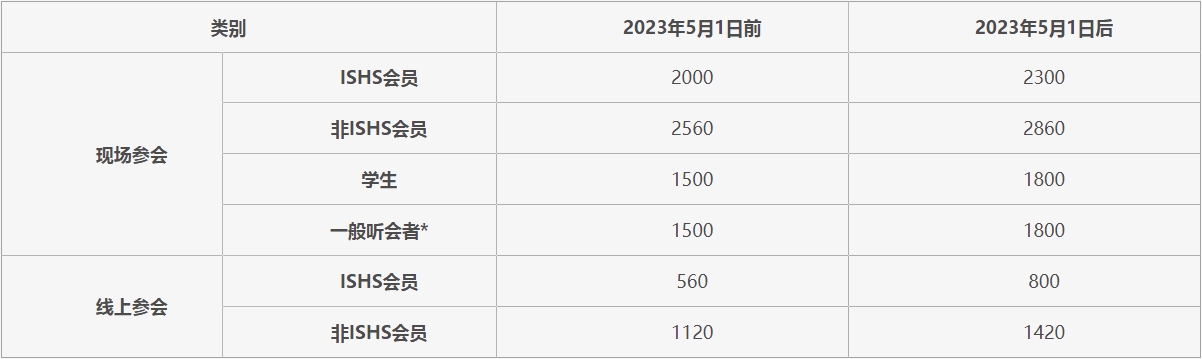 类别 2023年5月1日前 2023年5月1日后
现场参会 ISHS会员 2000 2300
非ISHS会员 2560 2860
学生 1500 1800
一般听会者* 1500 1800
线上参会 ISHS会员 560 800
非ISHS会员 1120 1420